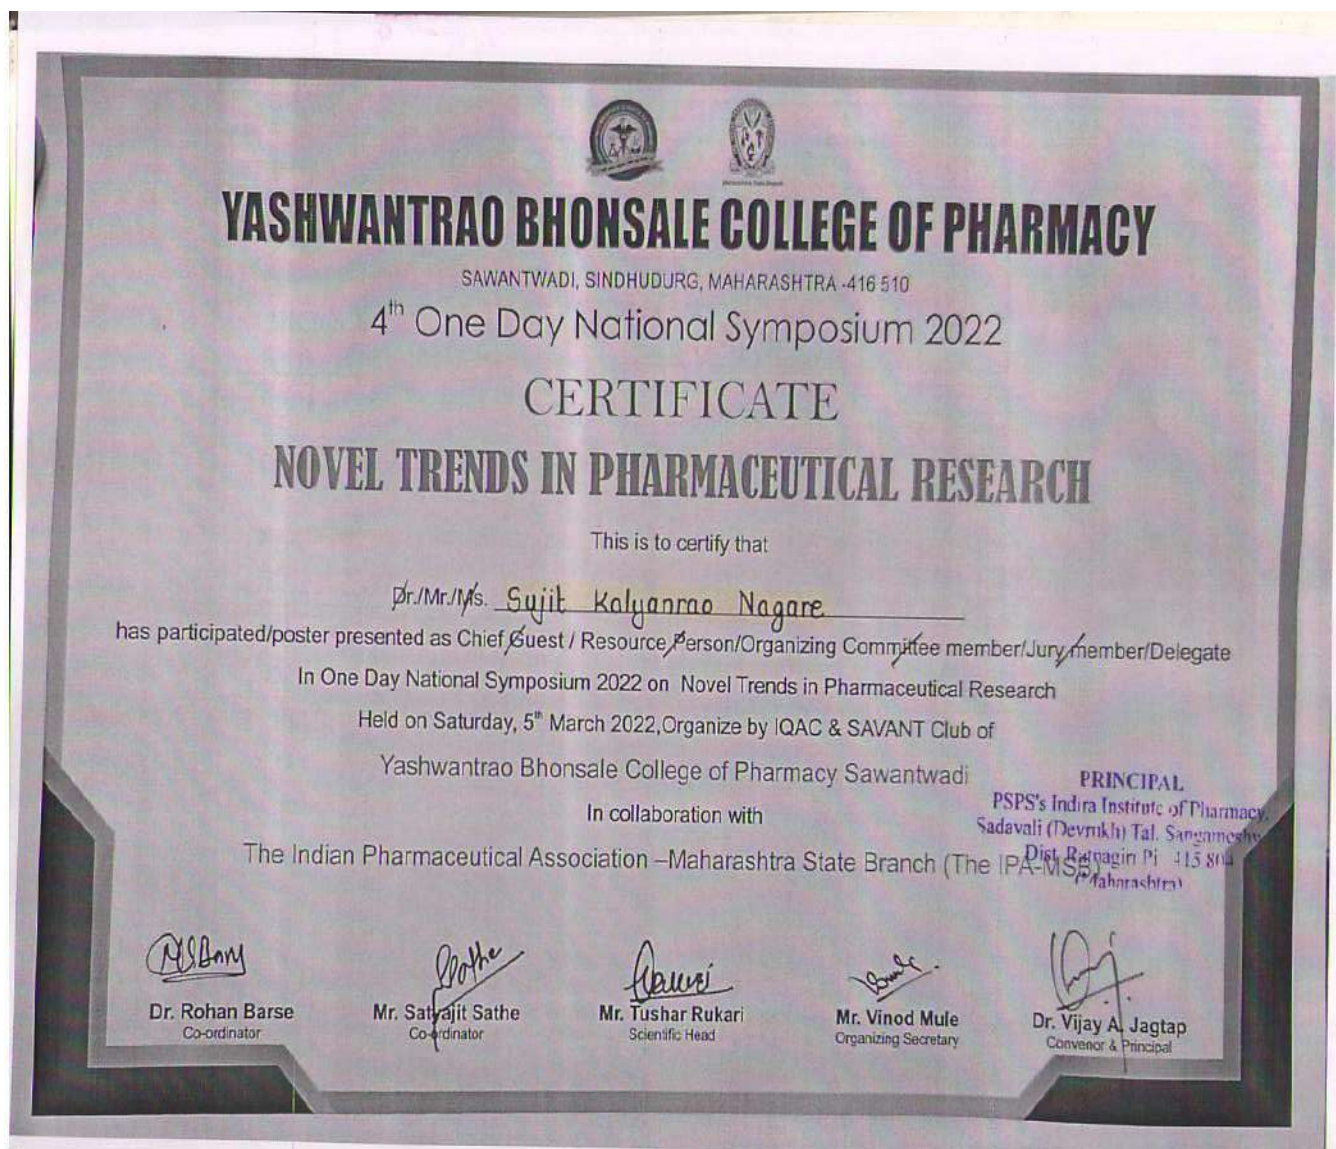 YASHWANTRAO BHONSALE COLLEGE OF PHARMACY
SAWANTWADI, SINDHUDURG, MAHARASHTRA -416 510
4th One Day National Symposium 2022
CERTIFICATE
NOVEL TRENDS IN PHARMACEUTICAL RESEARCH
This is to certify that
Dr./Mr./Ms. Sujit Kalyanrao Nagare
has participated/poster presented as Chief Guest / Resource Person/Organizing Committee member/Jury member/Delegate
In One Day National Symposium 2022 on Novel Trends in Pharmaceutical Research
Held on Saturday, 5th March 2022,Organize by IQAC & SAVANT Club of
Yashwantrao Bhonsale College of Pharmacy Sawantwadi
In collaboration with
The Indian Pharmaceutical Association –Maharashtra State Branch (The IPA-MSB)
PRINCIPAL
PSPS's Indira Institute of Pharmacy,
Sadavali (Devrukh) Tal.
Dist.
Maharashtra)
Dr. Rohan Barse
Co-ordinator
Mr. Satyajit Sathe
Co-ordinator
Mr. Tushar Rukari
Scientific Head
Mr. Vinod Mule
Organizing Secretary
Dr. Vijay A. Jagtap
Convenor & Principal